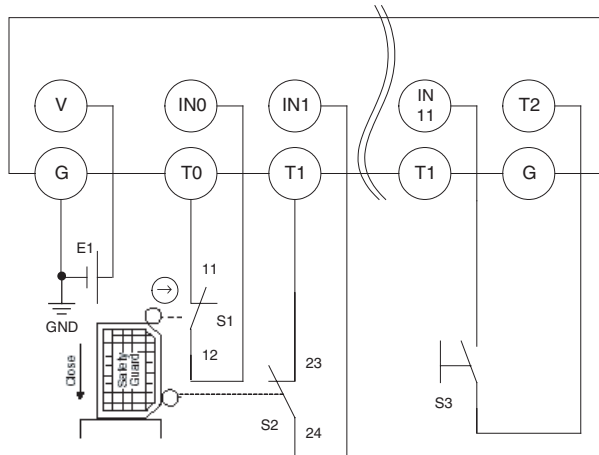 V
IN0
IN1
IN
11
T2
G
T0
T1
T1
G
E1
11
S1
GND
12
23
Close
Safety
Guard
S3
S2
24